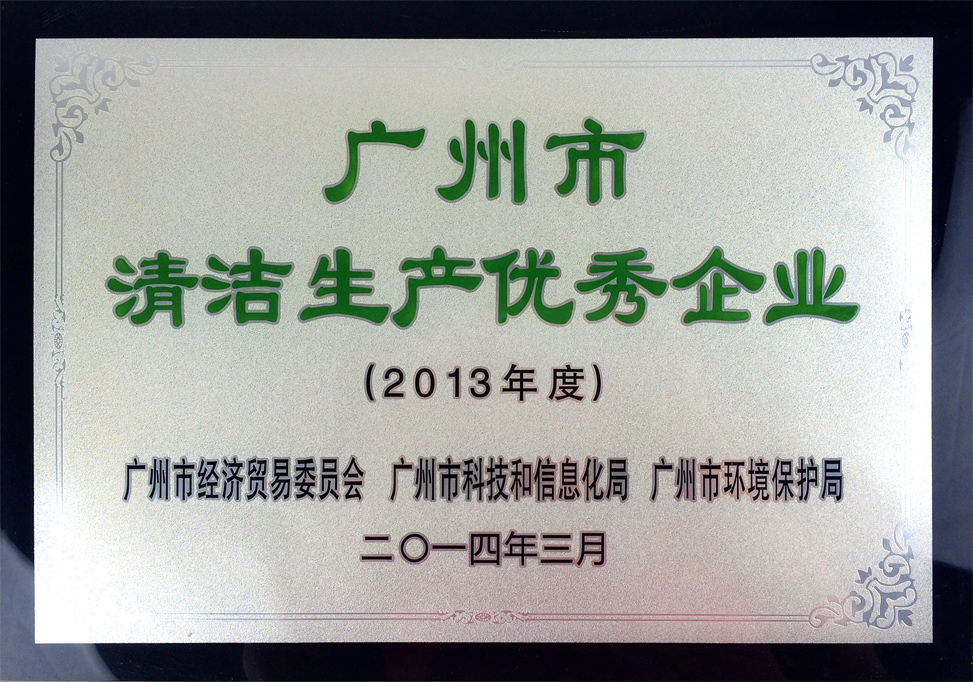 广州市
清洁生产优秀企业
(2013年度)
广州市经济贸易委员会 广州市科技和信息化局 广州市环境保护局
二〇一四年三月